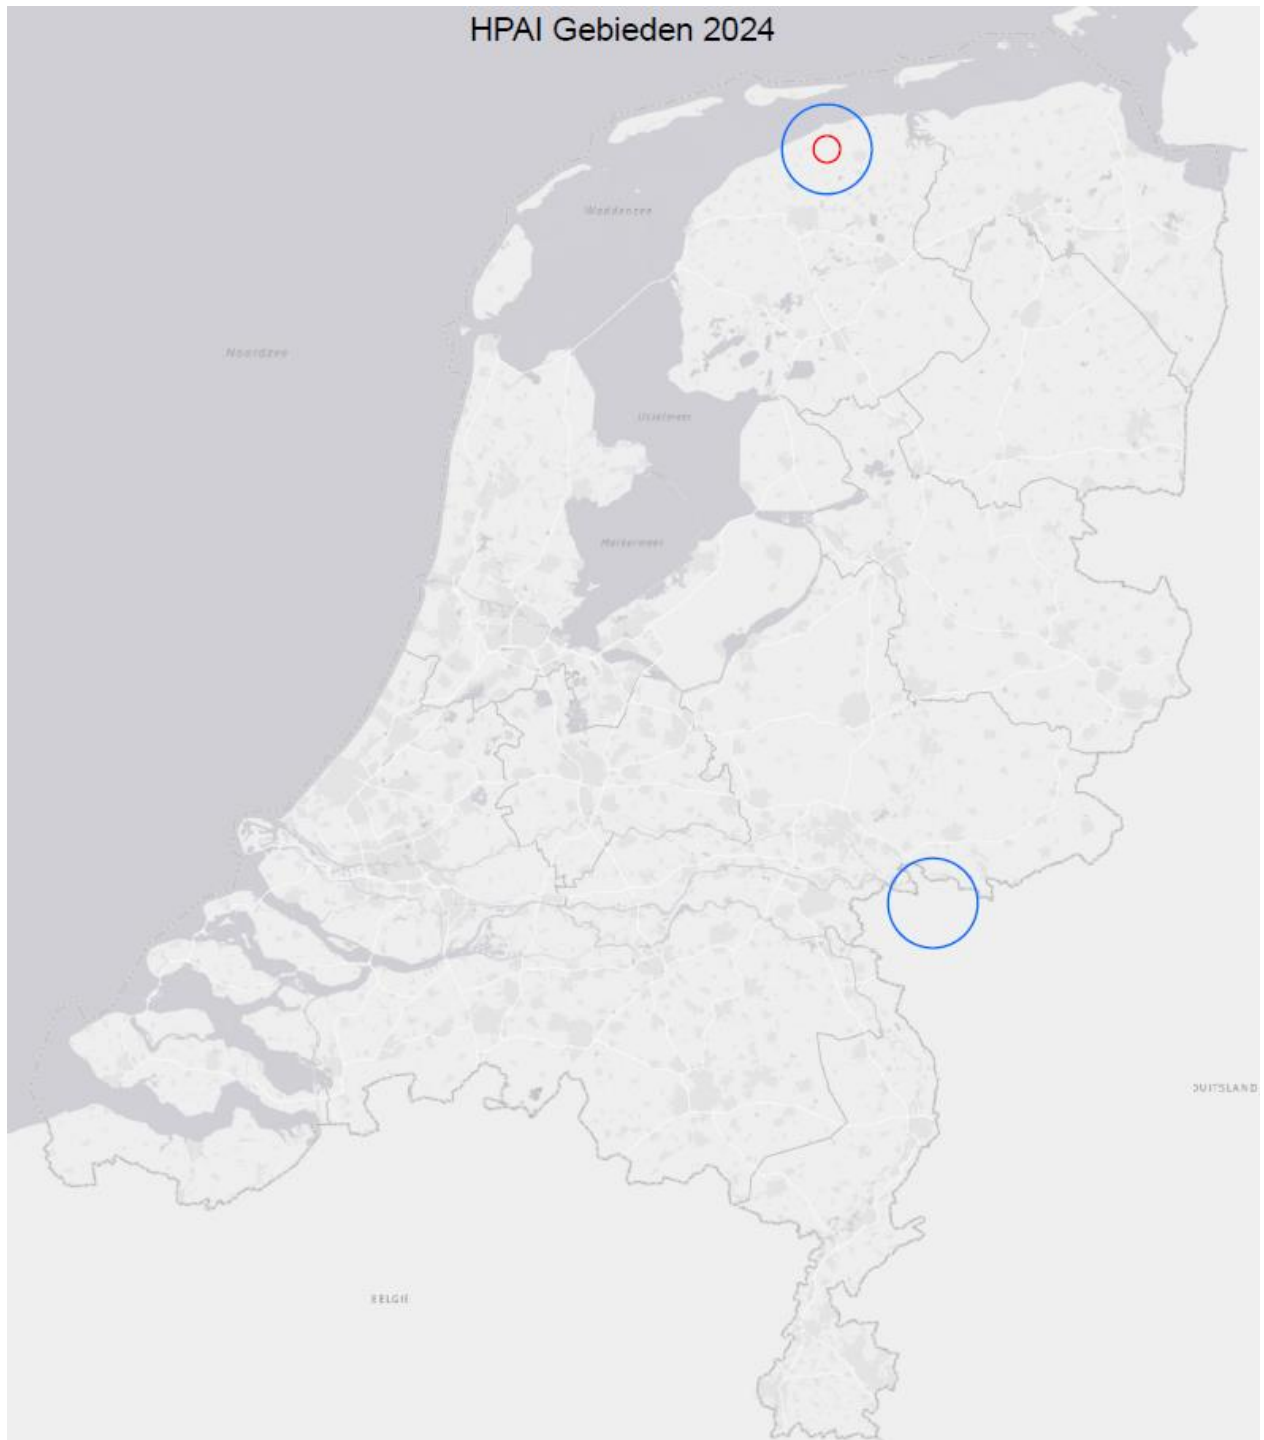 HPAI Gebieden 2024
Waddenzee
Noordzee
IJsselmeer
Markermeer
DUITSLAND
BELGIË